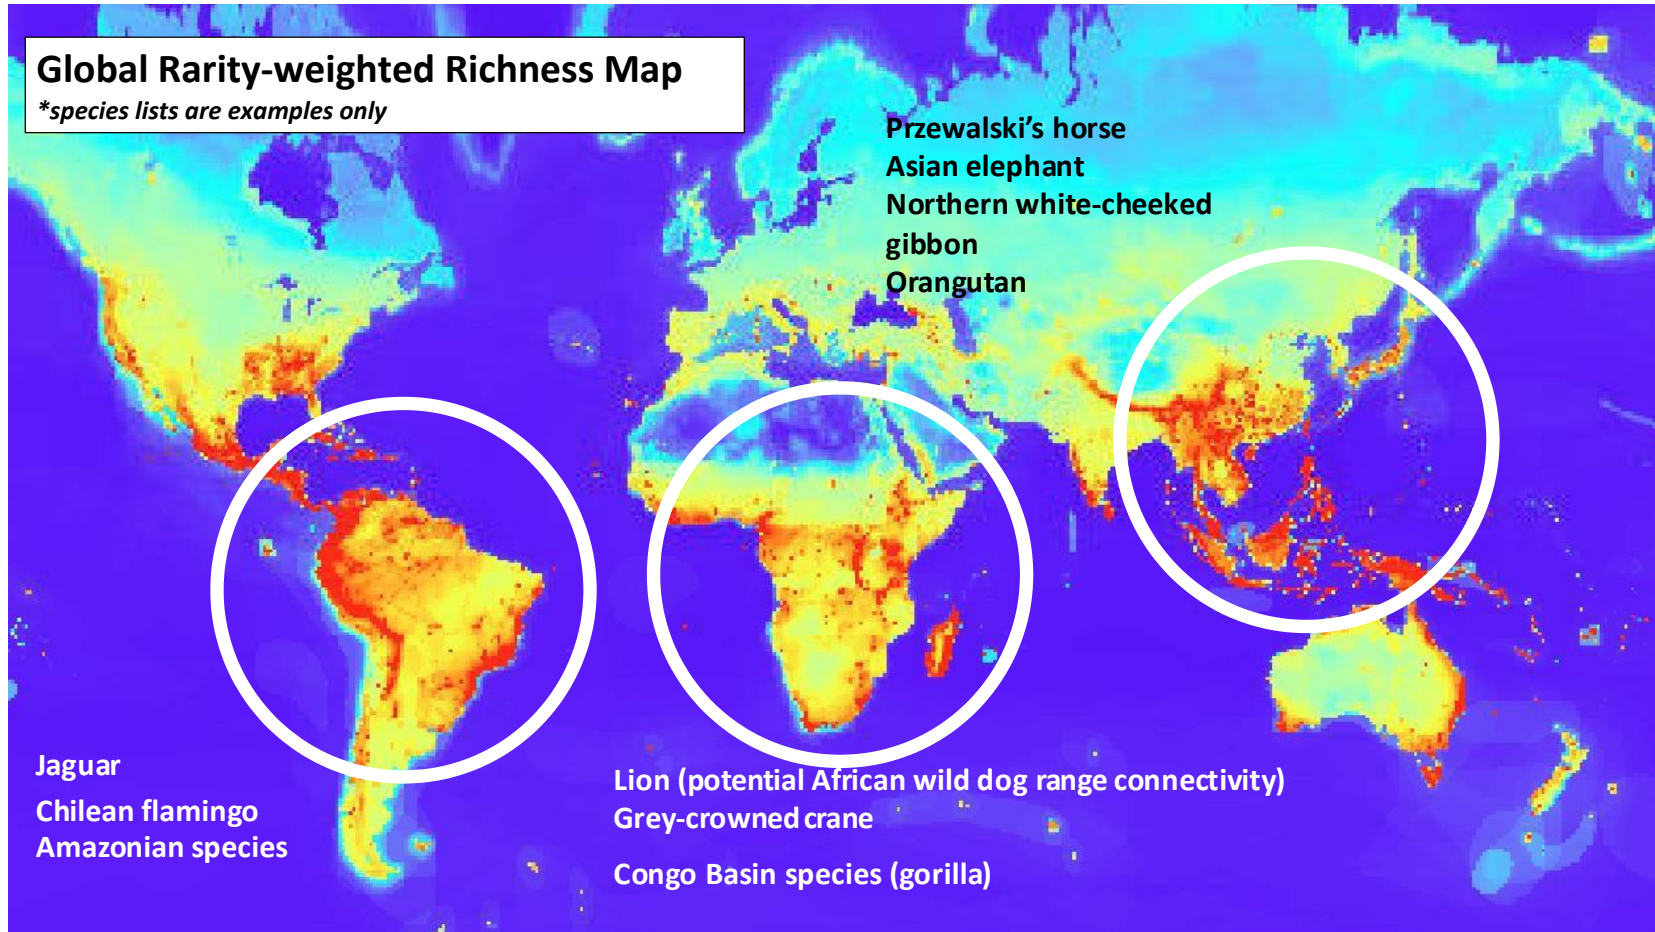 Global Rarity-weighted Richness Map
*species lists are examples only
Przewalski’s horse
Asian elephant
Northern white-cheeked
gibbon
Orangutan
Jaguar
Chilean flamingo
Amazonian species
Lion (potential African wild dog range connectivity)
Grey-crowned crane
Congo Basin species (gorilla)